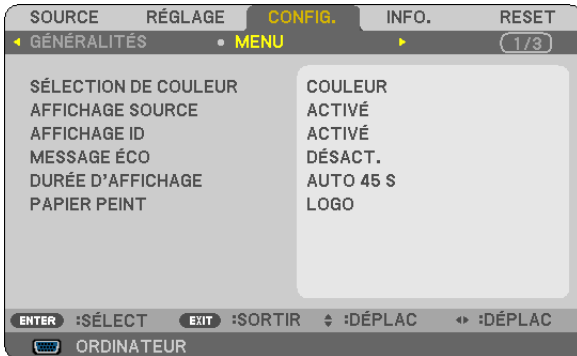 SOURCE RÉGLAGE CONFIG. INFO. RESET
GÉNÉRALITÉS • MENU 1/3
SÉLECTION DE COULEUR COULEUR
AFFICHAGE SOURCE ACTIVÉ
AFFICHAGE ID ACTIVÉ
MESSAGE ÉCO DÉSACT.
DURÉE D'AFFICHAGE AUTO 45 S
PAPIER PEINT LOGO
ENTER :SÉLECT EXIT :SORTIR :DÉPLAC :DÉPLAC
ORDINATEUR